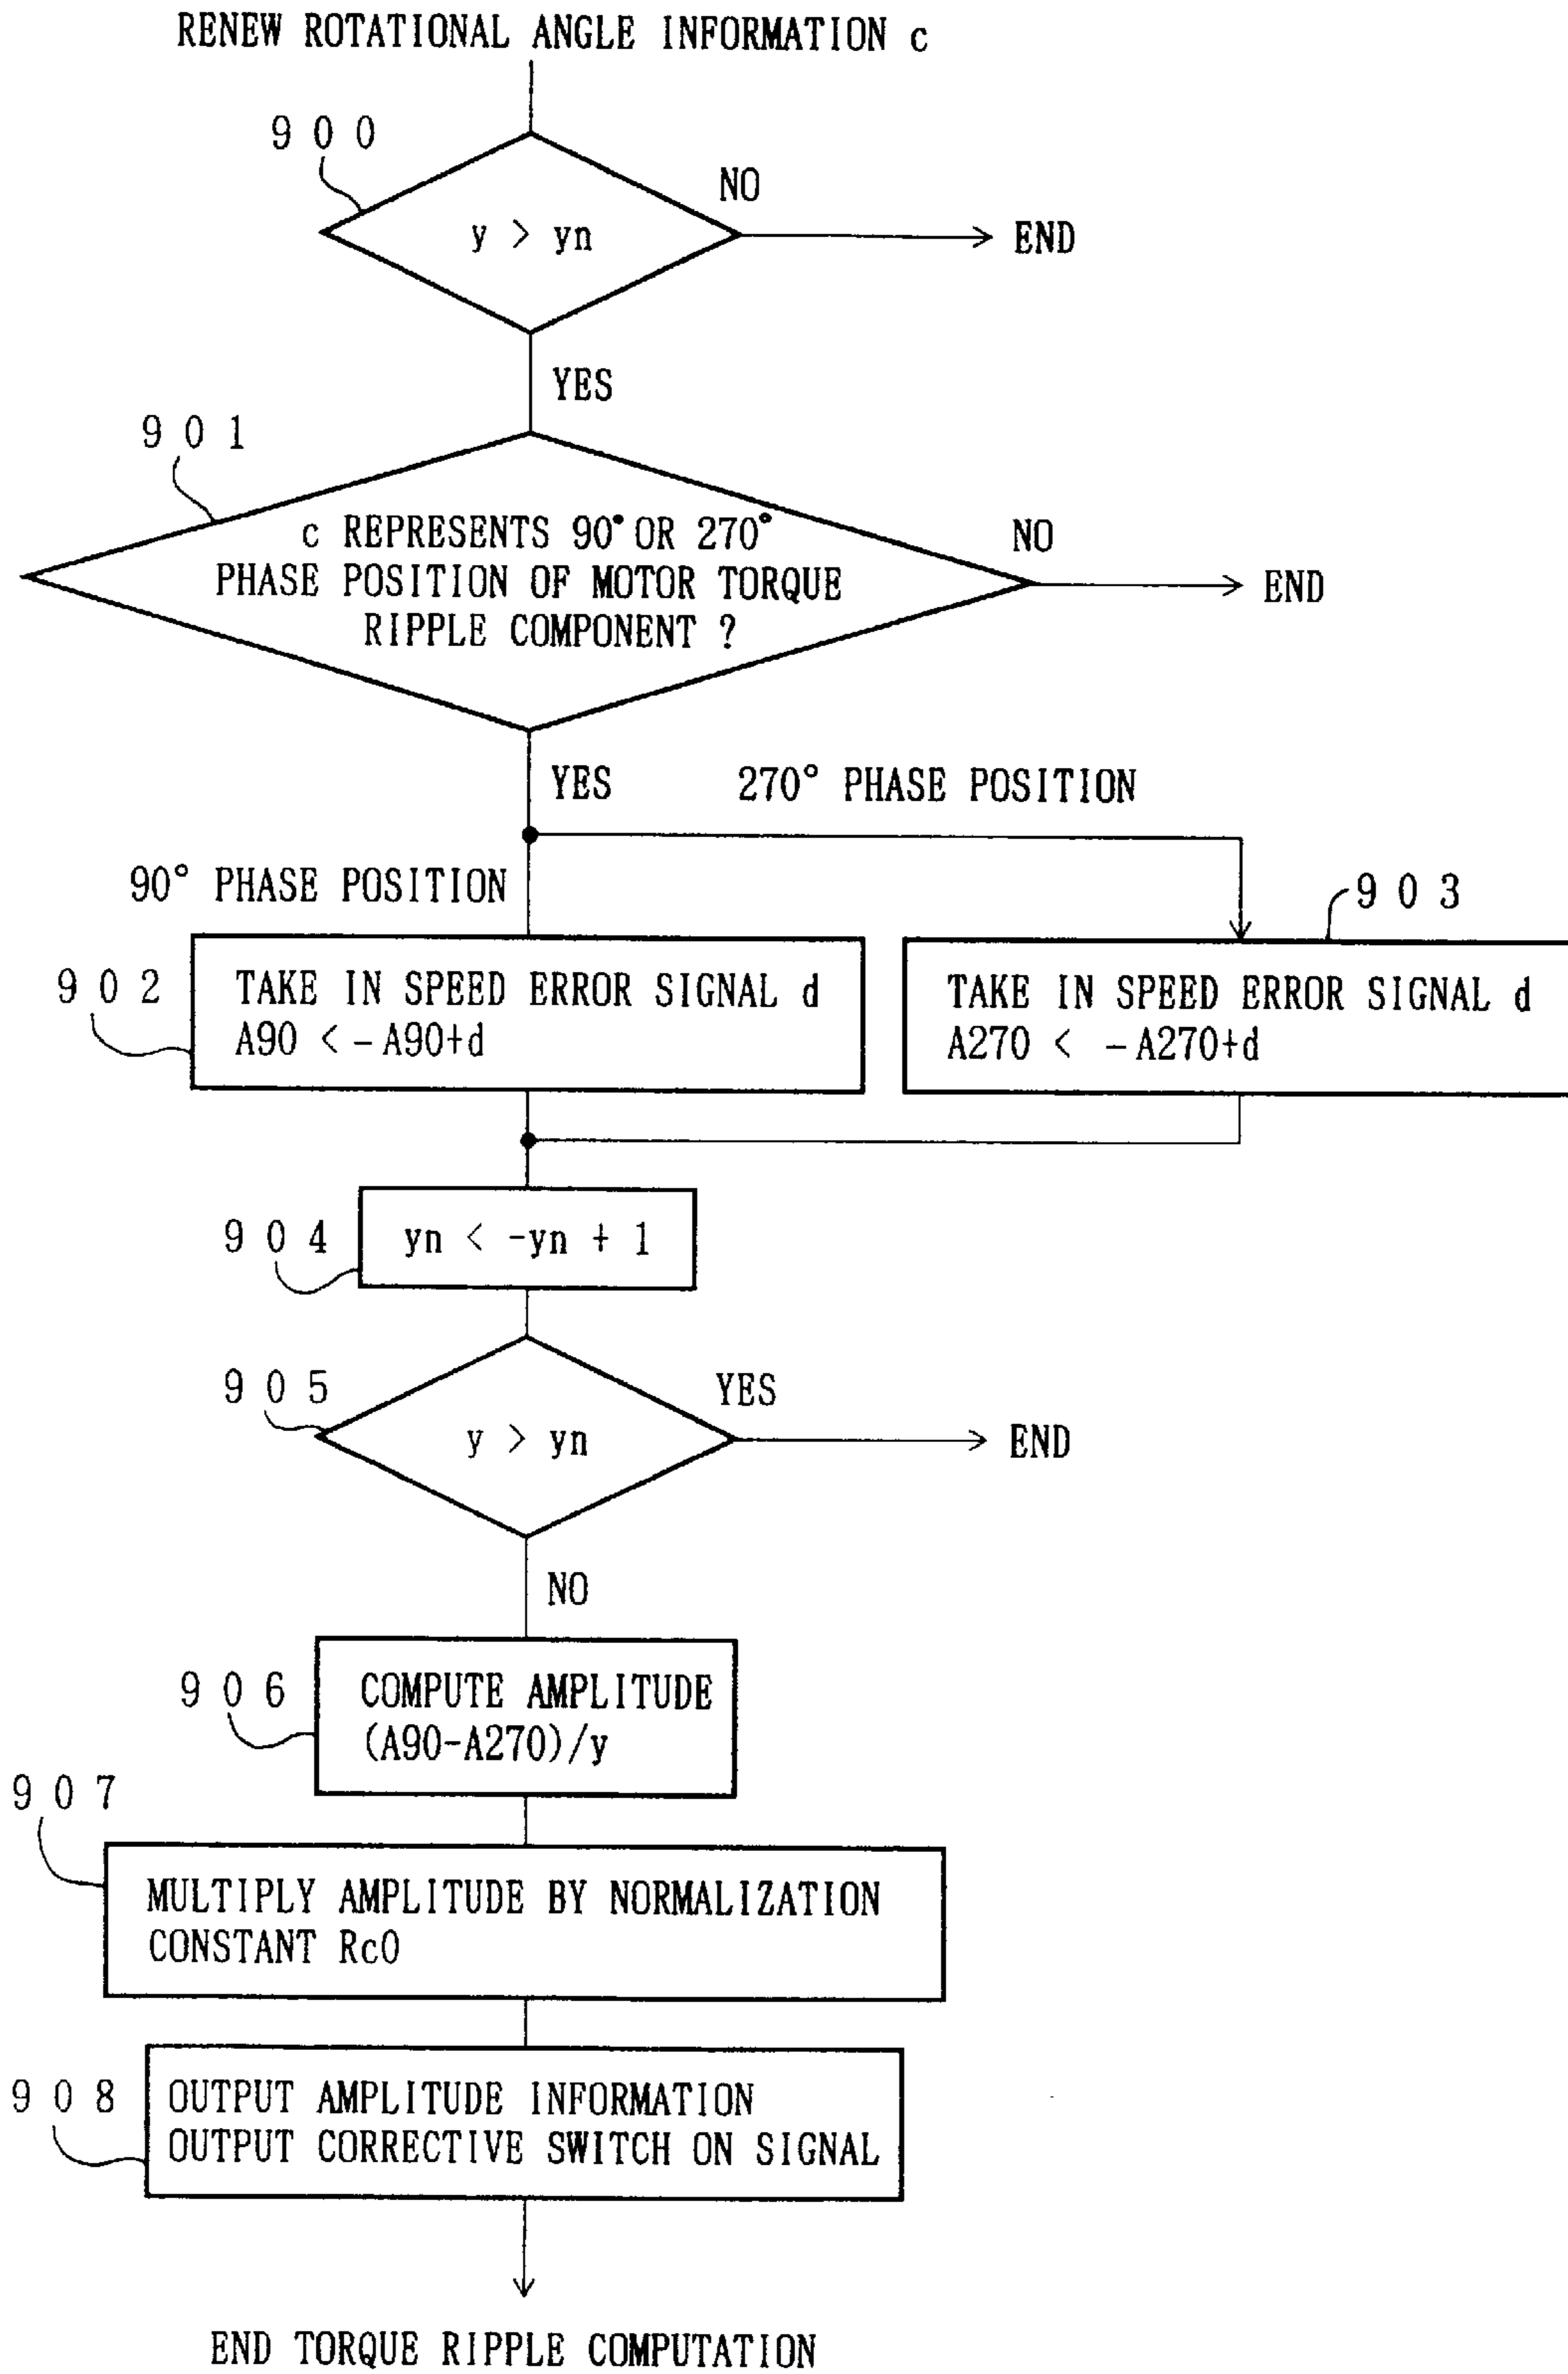 RENEW ROTATIONAL ANGLE INFORMATION c
900
NO
y > yn
END
YES
901
c REPRESENTS 90° OR 270°
PHASE POSITION OF MOTOR TORQUE
RIPPLE COMPONENT ?
NO
END
YES
270° PHASE POSITION
90° PHASE POSITION
903
902
TAKE IN SPEED ERROR SIGNAL d
A90 < -A90+d
TAKE IN SPEED ERROR SIGNAL d
A270 < -A270+d
904
yn < -yn + 1
905
YES
y > yn
END
NO
906
COMPUTE AMPLITUDE
(A90-A270)/y
907
MULTIPLY AMPLITUDE BY NORMALIZATION
CONSTANT Rc0
908
OUTPUT AMPLITUDE INFORMATION
OUTPUT CORRECTIVE SWITCH ON SIGNAL
END TORQUE RIPPLE COMPUTATION